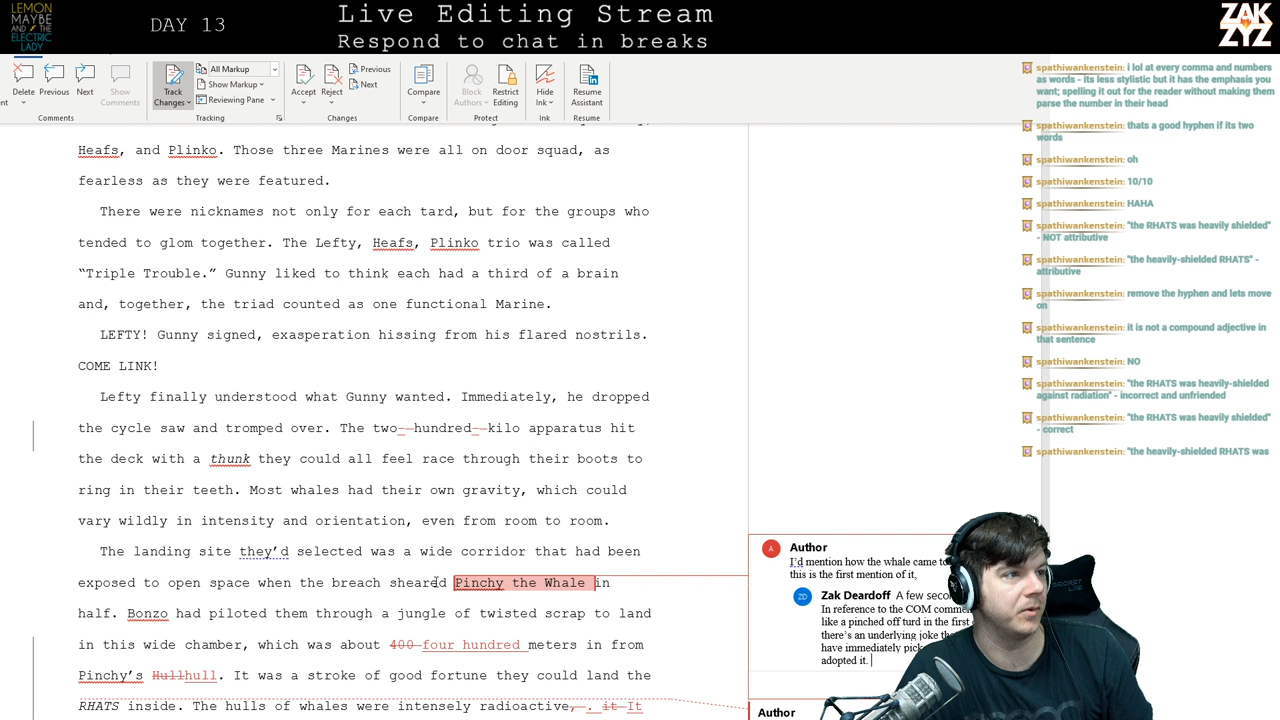 LEMON
MAYBE
AND THE
ELECTRIC
LADY
DAY 13
Live Editing Stream
Respond to chat in breaks
ZAK
ZYZ
Delete Previous Next Show
Comments
Comments
Track
Changes
All Markup
Show Markup
Reviewing Pane
Tracking
Accept Reject
Previous
Next
Changes
Compare
Compare
Block
Authors
Restrict
Editing
Protect
Hide
Ink
Ink
Resume
Assistant
Resume
Heafs, and Plinko. Those three Marines were all on door squad, as
fearless as they were featured.
There were nicknames not only for each tard, but for the groups who
tended to glom together. The Lefty, Heafs, Plinko trio was called
“Triple Trouble.” Gunny liked to think each had a third of a brain
and, together, the triad counted as one functional Marine.
LEFTY! Gunny signed, exasperation hissing from his flared nostrils.
COME LINK!
Lefty finally understood what Gunny wanted. Immediately, he dropped
the cycle saw and tromped over. The two--hundred--kilo apparatus hit
the deck with a thunk they could all feel race through their boots to
ring in their teeth. Most whales had their own gravity, which could
vary wildly in intensity and orientation, even from room to room.
The landing site they’d selected was a wide corridor that had been
exposed to open space when the breach sheared Pinchy the Whale in
half. Bonzo had piloted them through a jungle of twisted scrap to land
in this wide chamber, which was about 400 four hundred meters in from
Pinchy’s Hullhull. It was a stroke of good fortune they could land the
RHATS inside. The hulls of whales were intensely radioactive, . it It
Author
I’d mention how the whale came to
this is the first mention of it,
Zak Deardoff A few seco
In reference to the COM comme
like a pinched off turd in the first
there’s an underlying joke tha
have immediately pick
adopted it.
Author
spathiwankenstein: i lol at every comma and numbers
as words - Its less stylistic but it has the emphasis you
want; spelling it out for the reader without making them
parse the number in their head
spathiwankenstein: thats a good hyphen if its two
words
spathiwankenstein: oh
spathiwankenstein: 10/10
spathiwankenstein: HAHA
spathiwankenstein: "the RHATS was heavily shielded"
- NOT attributive
spathiwankenstein: "the heavily-shielded RHATS" -
attributive
spathiwankenstein: remove the hyphen and lets move
on
spathiwankenstein: it is not a compound adjective in
that sentence
spathiwankenstein: NO
spathiwankenstein: "the RHATS was heavily-shielded
against radiation" - incorrect and unfriended
spathiwankenstein: "the RHATS was heavily shielded"
- correct
spathiwankenstein: "the heavily-shielded RHATS was